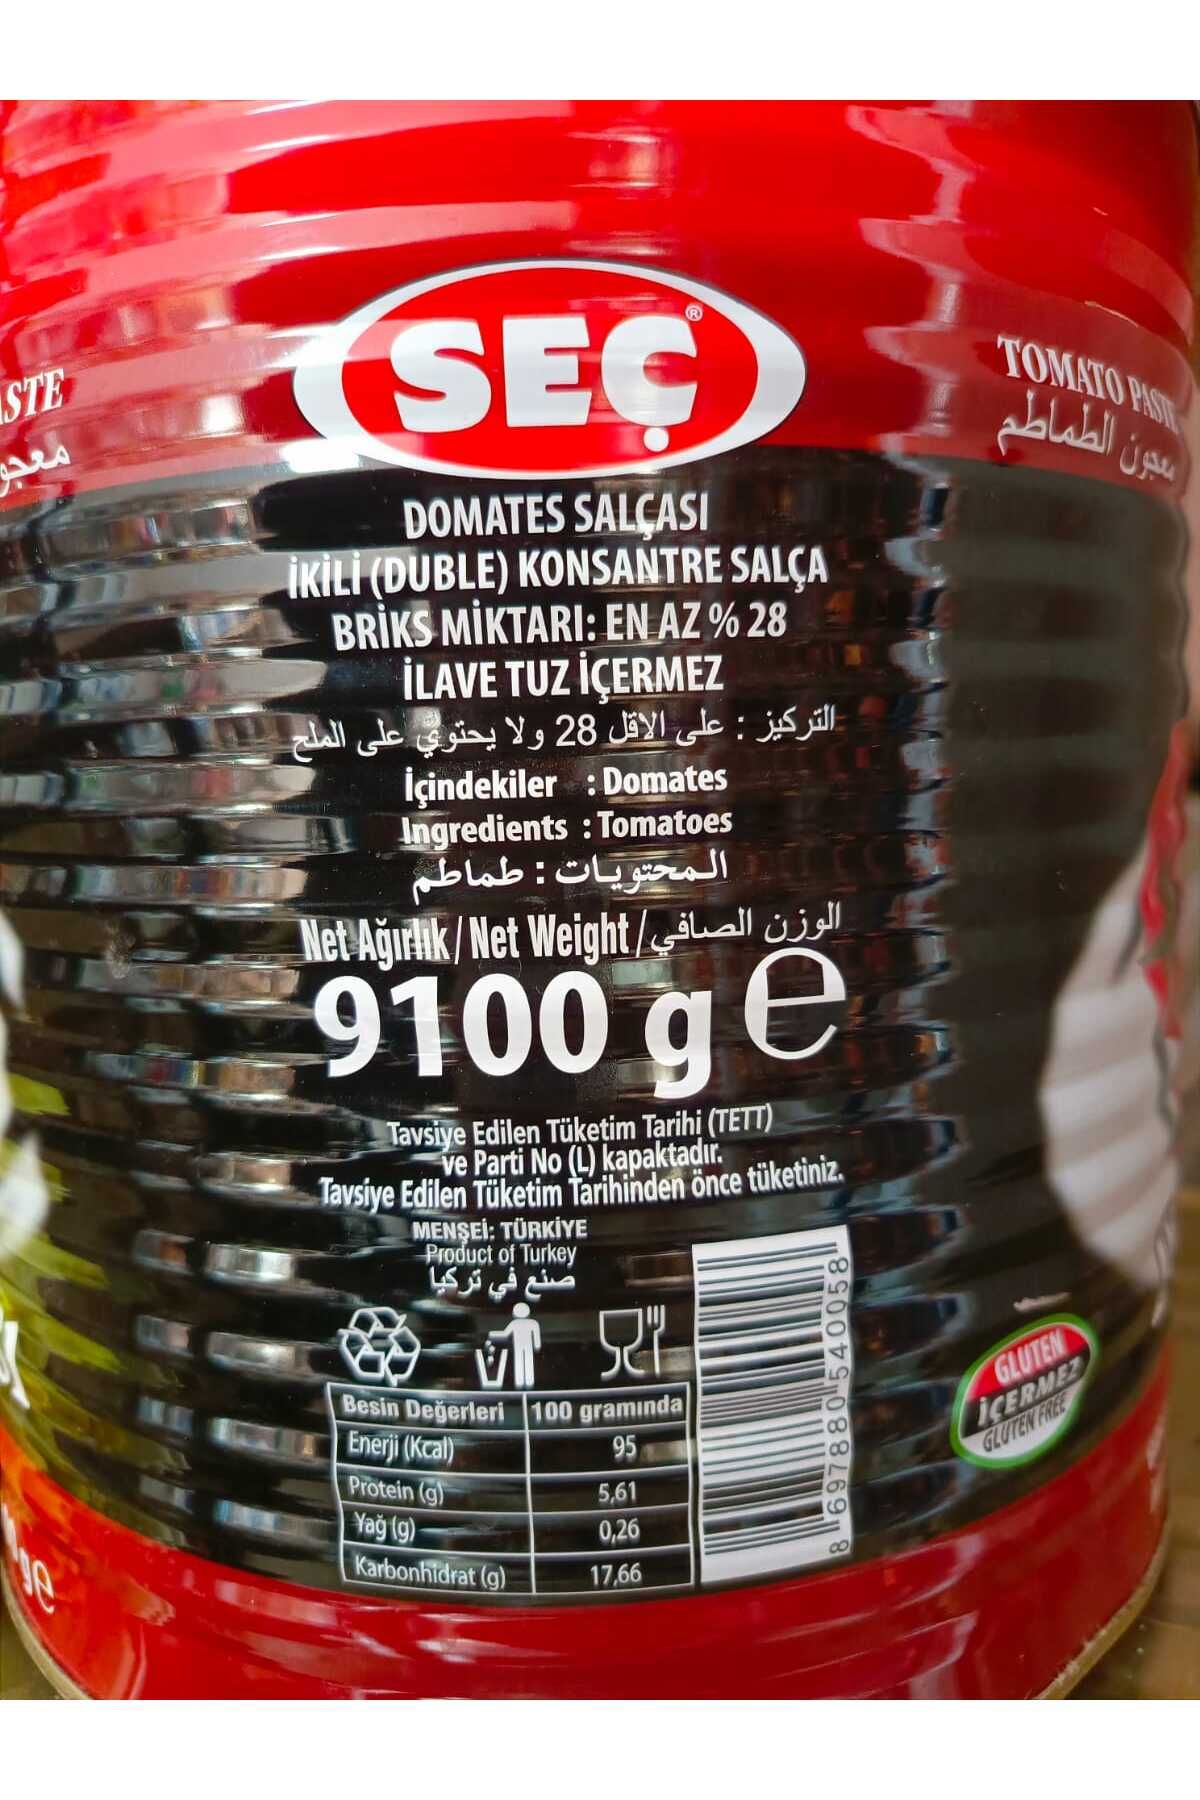 SEÇ®
TOMATO PASTE
معجون الطماطم
ASTE
معجو
DOMATES SALÇASI
İKİLİ (DUBLE) KONSANTRE SALÇA
BRİKS MİKTARI: EN AZ % 28
İLAVE TUZ İÇERMEZ
التركيز : على الاقل 28 و لا يحتوي على الملح
İçindekiler : Domates
Ingredients : Tomatoes
المحتويات : طماطم
Net Ağırlık / Net Weight / الوزن الصافي
9100 g e
Tavsiye Edilen Tüketim Tarihi (TETT)
ve Parti No (L) kapaktadır.
Tavsiye Edilen Tüketim Tarihinden önce tüketiniz.
MENŞEİ: TÜRKİYE
Product of Turkey
صنع في تركيا
Besin Değerleri 100 gramında
Enerji (Kcal) 95
Protein (g) 5,61
Yağ (g) 0,26
Karbonhidrat (g) 17,66
8 697880 540058
GLUTEN
İÇERMEZ
GLUTEN FREE
ge